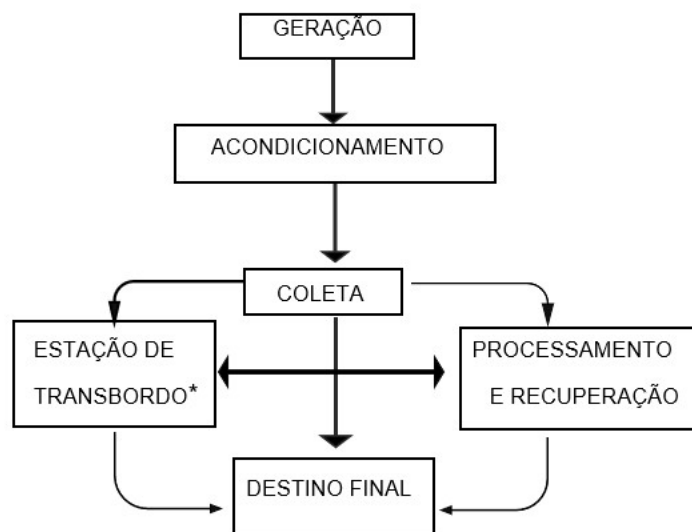 GERAÇÃO
ACONDICIONAMENTO
COLETA
ESTAÇÃO DE
TRANSBORDO*
PROCESSAMENTO
E RECUPERAÇÃO
DESTINO FINAL